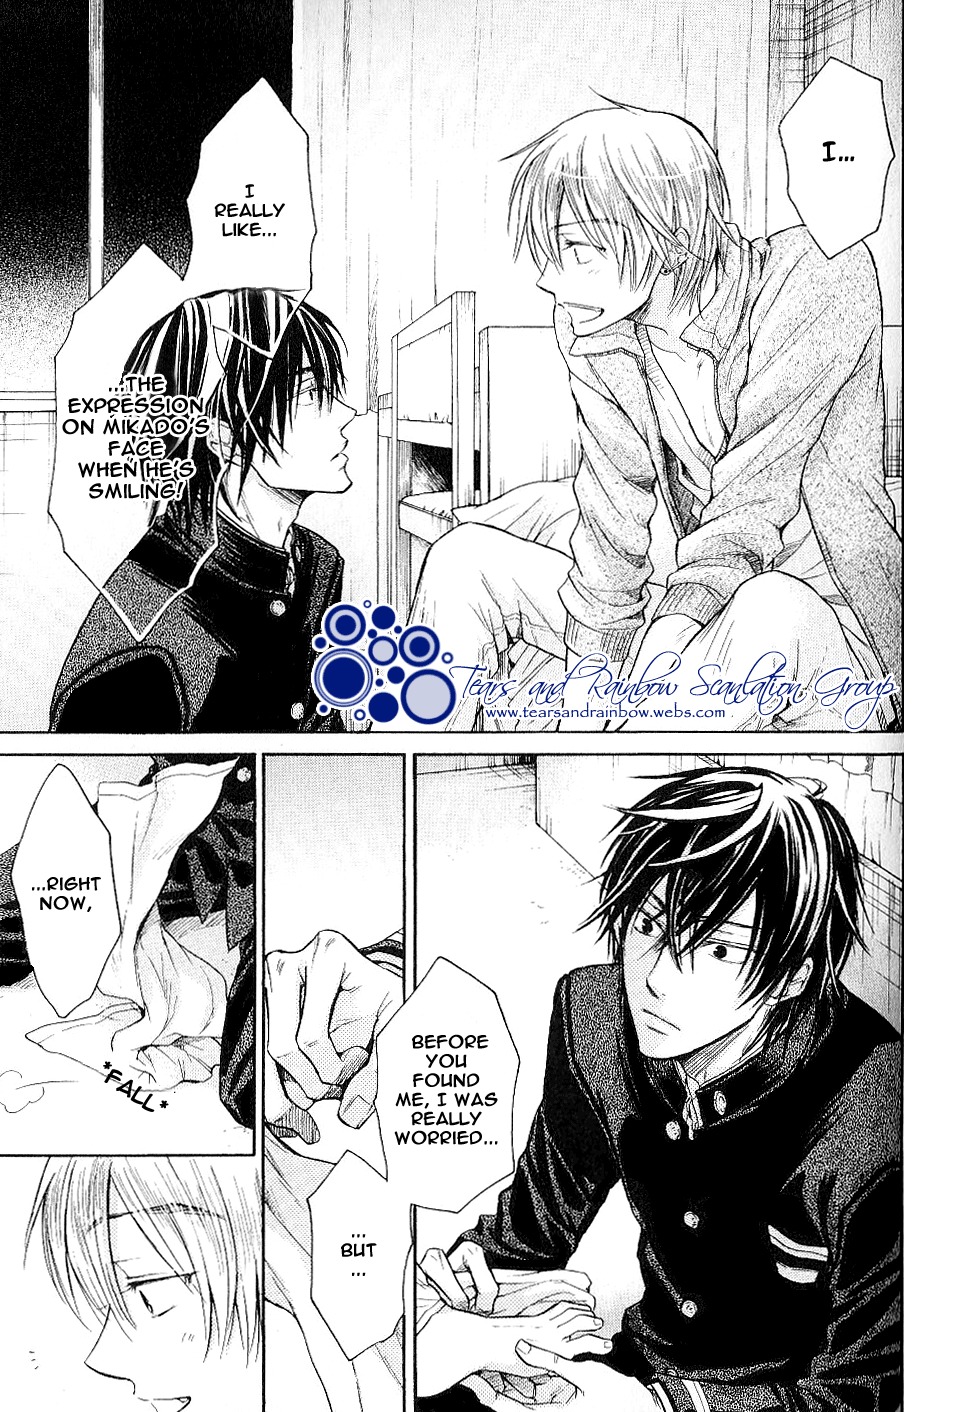 I...
I
REALLY
LIKE...
...THE
EXPRESSION
ON MIKADO'S
FACE
WHEN HE'S
SMILING!
Tears and Rainbow Scanlation Group
www.tearsandrainbow.webs.com
BEFORE
YOU
FOUND
ME, I WAS
REALLY
WORRIED...
...
BUT
...
...RIGHT
NOW,
*FALL*